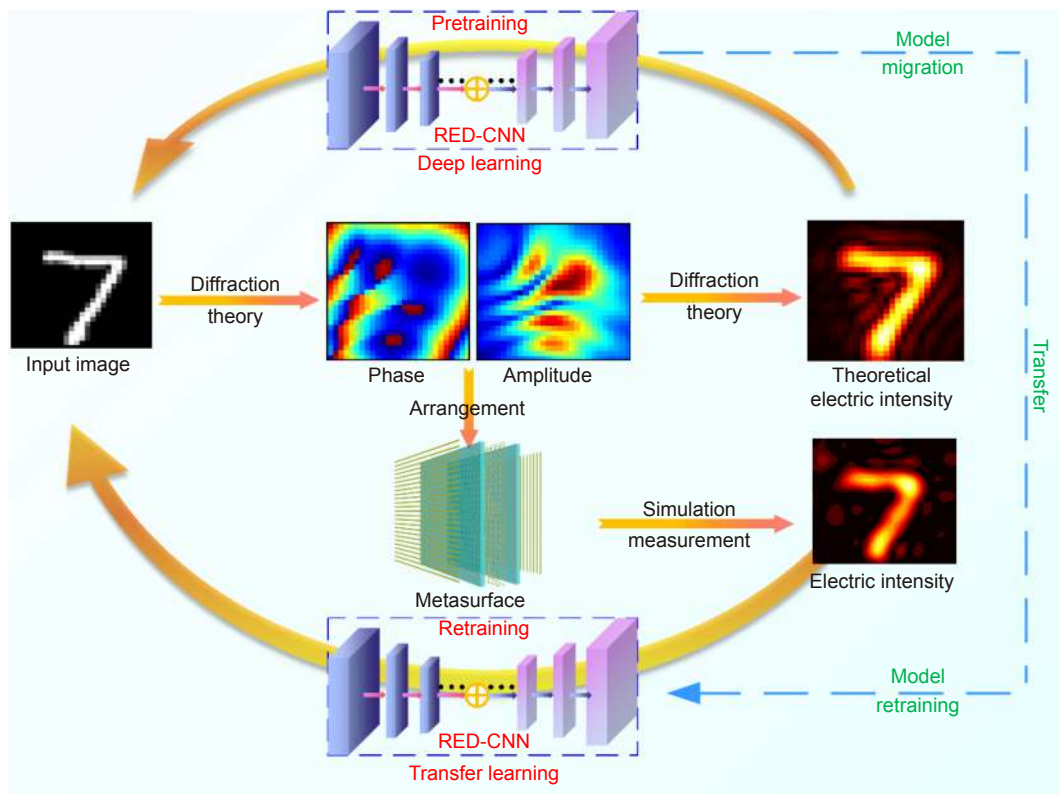 Pretraining
RED-CNN
Deep learning
Model
migration
Input image
Diffraction
theory
Phase
Amplitude
Diffraction
theory
Theoretical
electric intensity
Transfer
Arrangement
Metasurface
Simulation
measurement
Electric intensity
Retraining
RED-CNN
Transfer learning
Model
retraining